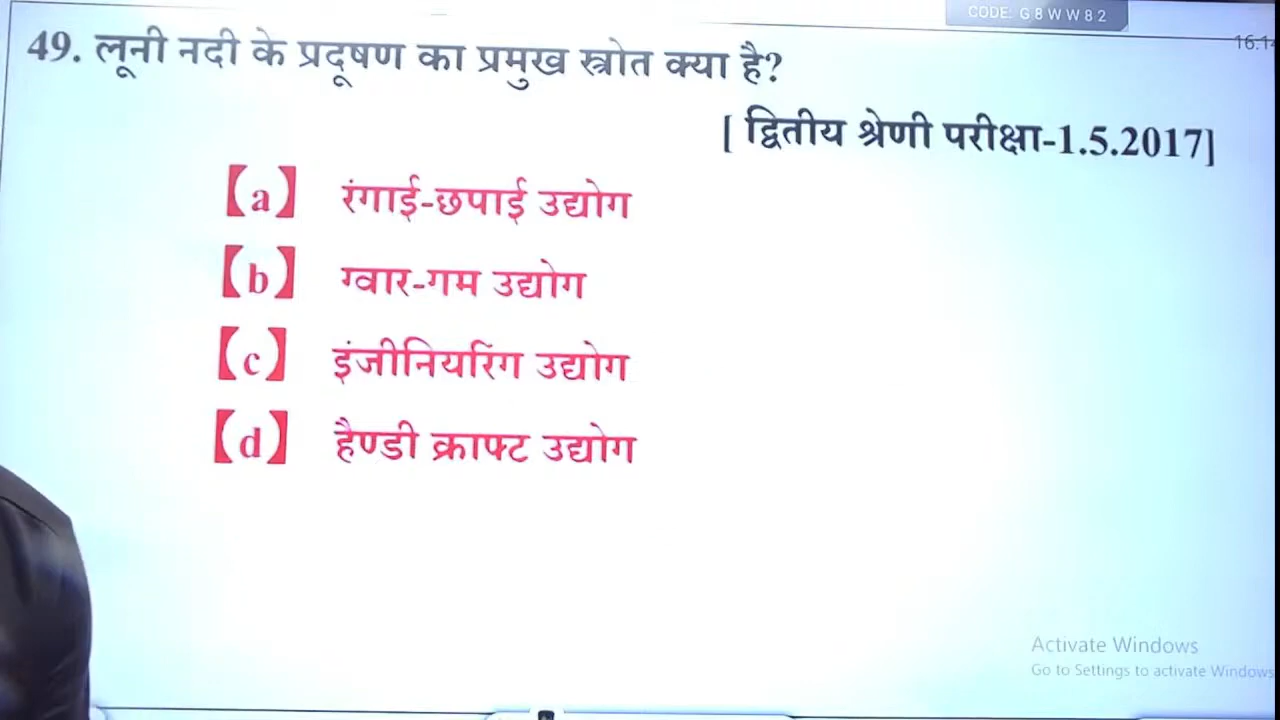 CODE: G 8 W W 8 2
49. लूनी नदी के प्रदूषण का प्रमुख स्त्रोत क्या है?
[ द्वितीय श्रेणी परीक्षा-1.5.2017]
【a】 रंगाई-छपाई उद्योग
【b】 ग्वार-गम उद्योग
【c】 इंजीनियरिंग उद्योग
【d】 हैण्डी क्राफ्ट उद्योग
Activate Windows
Go to Settings to activate Windows